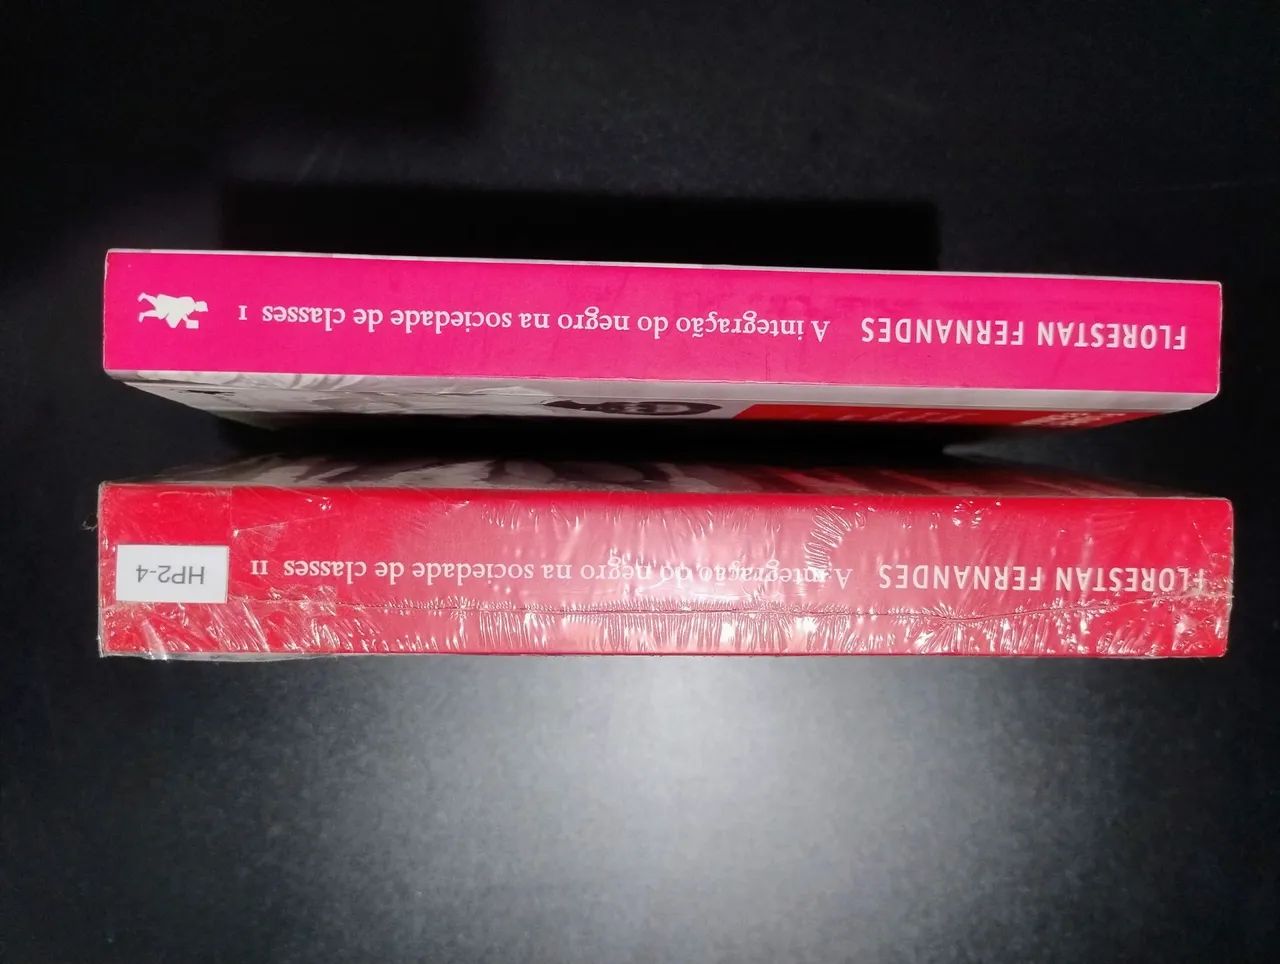 FLORESTAN FERNANDES A integração do negro na sociedade de classes I
FLORESTAN FERNANDES A integração do negro na sociedade de classes II
HP2-4